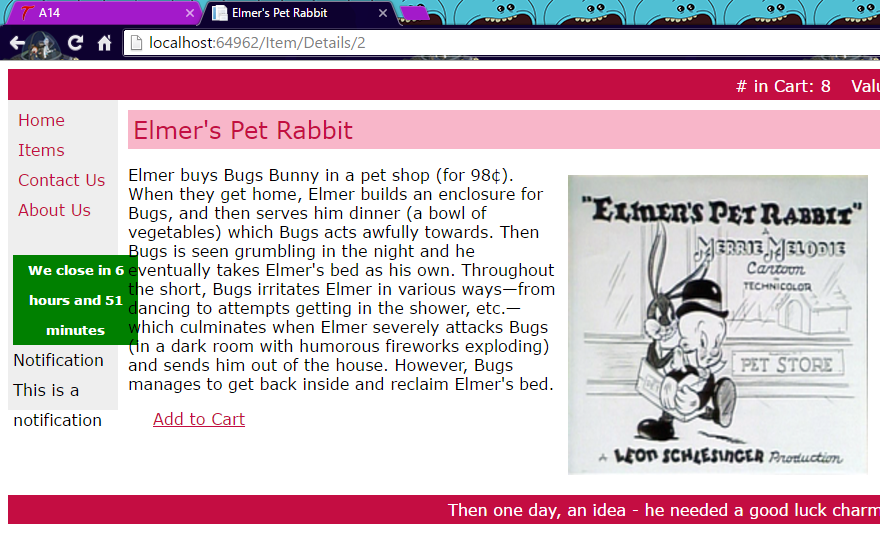 A14
Elmer's Pet Rabbit
localhost:64962/Item/Details/2
# in Cart: 8 Valu
Home
Items
Contact Us
About Us
We close in 6
hours and 51
minutes
Notification
This is a
notification
Elmer's Pet Rabbit
Elmer buys Bugs Bunny in a pet shop (for 98¢).
When they get home, Elmer builds an enclosure for
Bugs, and then serves him dinner (a bowl of
vegetables) which Bugs acts awfully towards. Then
Bugs is seen grumbling in the night and he
eventually takes Elmer's bed as his own. Throughout
the short, Bugs irritates Elmer in various ways—from
dancing to attempts getting in the shower, etc.—
which culminates when Elmer severely attacks Bugs
(in a dark room with humorous fireworks exploding)
and sends him out of the house. However, Bugs
manages to get back inside and reclaim Elmer's bed.
Add to Cart
"ELMER'S PET RABBIT"
A
MERRIE MELODIE
Cartoon
TECHNICOLOR
PET STORE
A LEON SCHLESINGER Production
Then one day, an idea - he needed a good luck charm